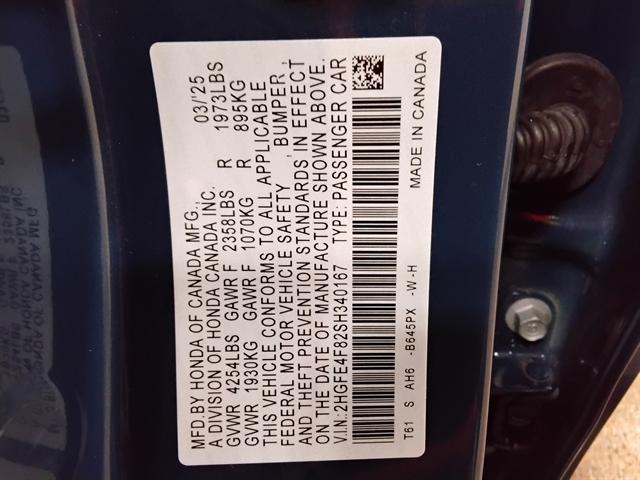 MFD.BY HONDA OF CANADA MFG., 03/'25
A DIVISION OF HONDA CANADA INC.
GVWR 4254LBS GAWR F 2358LBS R 1973LBS
GVWR 1930KG GAWR F 1070KG R 895KG
THIS VEHICLE CONFORMS TO ALL APPLICABLE
FEDERAL MOTOR VEHICLE SAFETY , BUMPER ,
AND THEFT PREVENTION STANDARDS, IN EFFECT
ON THE DATE OF MANUFACTURE SHOWN ABOVE.
V.I.N.:2HGFE4F82SH340167 TYPE: PASSENGER CAR
T61 S AH6 -B645PX -W -H MADE IN CANADA